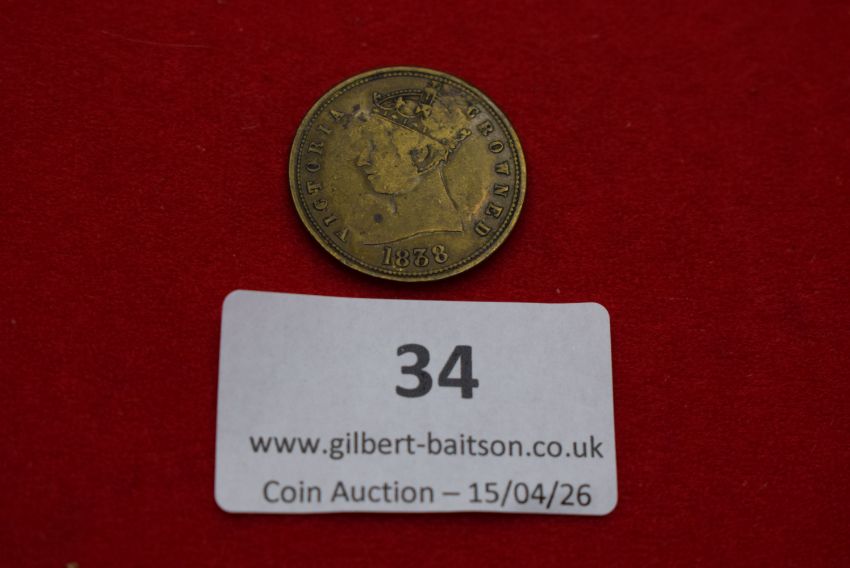 VICTORIA CROWNED
1838
34
www.gilbert-baitson.co.uk
Coin Auction – 15/04/26